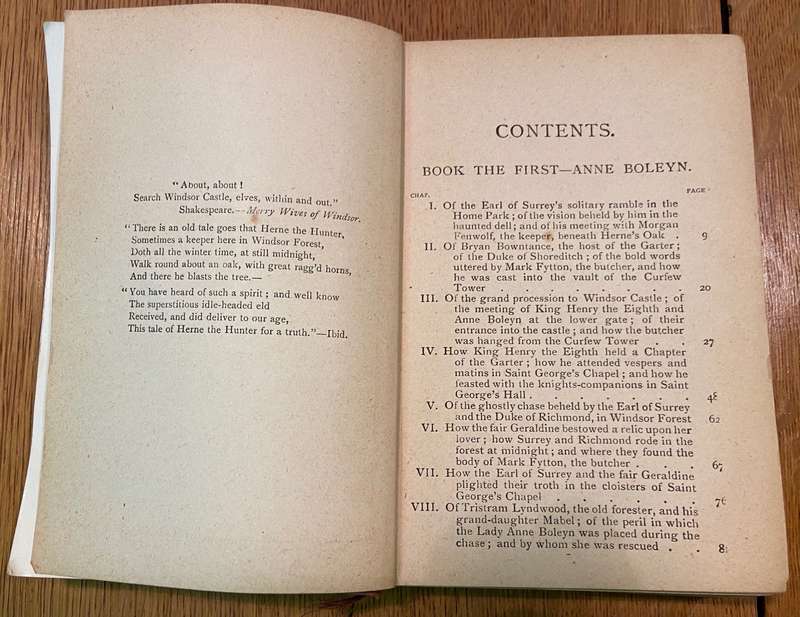 "About, about!
Search Windsor Castle, elves, within and out."
Shakespeare.—Merry Wives of Windsor.
"There is an old tale goes that Herne the Hunter,
Sometimes a keeper here in Windsor Forest,
Doth all the winter time, at still midnight,
Walk round about an oak, with great ragg'd horns,
And there he blasts the tree.—
"You have heard of such a spirit; and well know
The superstitious idle-headed eld
Received, and did deliver to our age,
This tale of Herne the Hunter for a truth."—Ibid.
CONTENTS.
BOOK THE FIRST—ANNE BOLEYN.
CHAP. PAGE
I. Of the Earl of Surrey's solitary ramble in the
Home Park; of the vision beheld by him in the
haunted dell; and of his meeting with Morgan
Fenwolf, the keeper, beneath Herne's Oak . 9
II. Of Bryan Bowntance, the host of the Garter;
of the Duke of Shoreditch; of the bold words
uttered by Mark Fytton, the butcher, and how
he was cast into the vault of the Curfew
Tower . . . . . . . 20
III. Of the grand procession to Windsor Castle; of
the meeting of King Henry the Eighth and
Anne Boleyn at the lower gate; of their
entrance into the castle; and how the butcher
was hanged from the Curfew Tower . . 27
IV. How King Henry the Eighth held a Chapter
of the Garter; how he attended vespers and
matins in Saint George's Chapel; and how he
feasted with the knights-companions in Saint
George's Hall . . . . . . 48
V. Of the ghostly chase beheld by the Earl of Surrey
and the Duke of Richmond, in Windsor Forest 62
VI. How the fair Geraldine bestowed a relic upon her
lover; how Surrey and Richmond rode in the
forest at midnight; and where they found the
body of Mark Fytton, the butcher . . . 67
VII. How the Earl of Surrey and the fair Geraldine
plighted their troth in the cloisters of Saint
George's Chapel . . . . . . 76
VIII. Of Tristram Lyndwood, the old forester, and his
grand-daughter Mabel; of the peril in which
the Lady Anne Boleyn was placed during the
chase; and by whom she was rescued . .